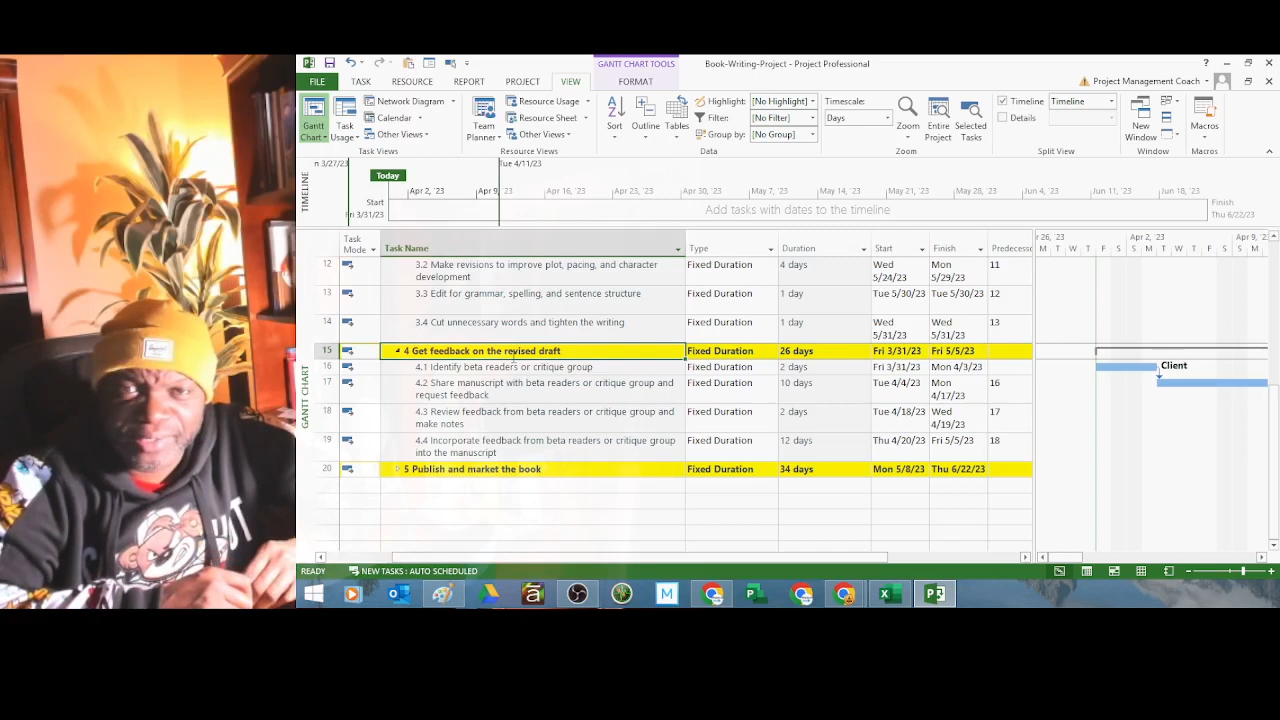 GANTT CHART TOOLS
Book-Writing-Project - Project Professional
?
FILE
TASK
RESOURCE
REPORT
PROJECT
VIEW
FORMAT
Project Management Coach
Gantt
Chart
Task
Usage
Network Diagram
Calendar
Other Views
Task Views
Team
Planner
Resource Usage
Resource Sheet
Other Views
Resource Views
Sort
Outline
Tables
Highlight:
[No Highlight]
Filter:
[No Filter]
Group by:
[No Group]
Data
Timescale:
Days
Zoom
Entire
Project
Selected
Tasks
Zoom
Timeline
Timeline
Details
Split View
New
Window
Window
Macros
Macros
TIMELINE
n 3/27/23
Tue 4/11/23
Today
Start
Fri 3/31/23
Apr 2, '23
Apr 9, '23
Apr 16, '23
Apr 23, '23
Apr 30, '23
May 7, '23
May 14, '23
May 21, '23
May 28, '23
Jun 4, '23
Jun 11, '23
Jun 18, '23
Add tasks with dates to the timeline
Finish
Thu 6/22/23
GANTT CHART
Task
Mode
Task Name
Type
Duration
Start
Finish
Predecess
r 26, '23
Apr 2, '23
Apr 9, '23
M T W T F S S M T W T F S S M
12 3.2 Make revisions to improve plot, pacing, and character
development
Fixed Duration
4 days
Wed
5/24/23
Mon
5/29/23
11
13 3.3 Edit for grammar, spelling, and sentence structure
Fixed Duration
1 day
Tue 5/30/23
Tue 5/30/23
12
14 3.4 Cut unnecessary words and tighten the writing
Fixed Duration
1 day
Wed
5/31/23
Wed
5/31/23
13
15 4 Get feedback on the revised draft
Fixed Duration
26 days
Fri 3/31/23
Fri 5/5/23
16 4.1 Identify beta readers or critique group
Fixed Duration
2 days
Fri 3/31/23
Mon 4/3/23
Client
17 4.2 Share manuscript with beta readers or critique group and
request feedback
Fixed Duration
10 days
Tue 4/4/23
Mon
4/17/23
16
18 4.3 Review feedback from beta readers or critique group and
make notes
Fixed Duration
2 days
Tue 4/18/23
Wed
4/19/23
17
19 4.4 Incorporate feedback from beta readers or critique group
into the manuscript
Fixed Duration
12 days
Thu 4/20/23
Fri 5/5/23
18
20 5 Publish and market the book
Fixed Duration
34 days
Mon 5/8/23
Thu 6/22/23
READY
NEW TASKS : AUTO SCHEDULED